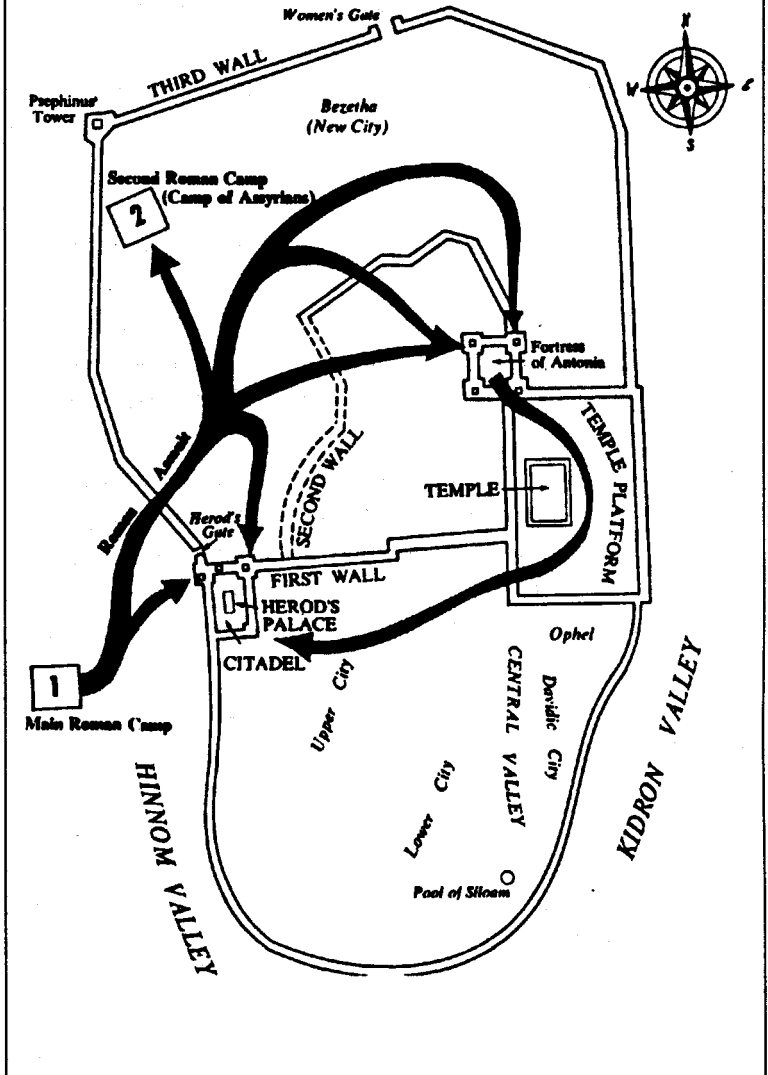 Women's Gate
N
THIRD WALL
W
E
Psephinus'
Tower
Bezetha
(New City)
S
Second Roman Camp
(Camp of Assyrians)
2
Fortress
of Antonia
TEMPLE PLATFORM
SECOND WALL
Roman Assault
TEMPLE
Herod's
Gate
FIRST WALL
HEROD'S
PALACE
CITADEL
Ophel
1
Main Roman Camp
Upper City
CENTRAL VALLEY
Davidic City
KIDRON VALLEY
Lower City
HINNOM VALLEY
Pool of Siloam